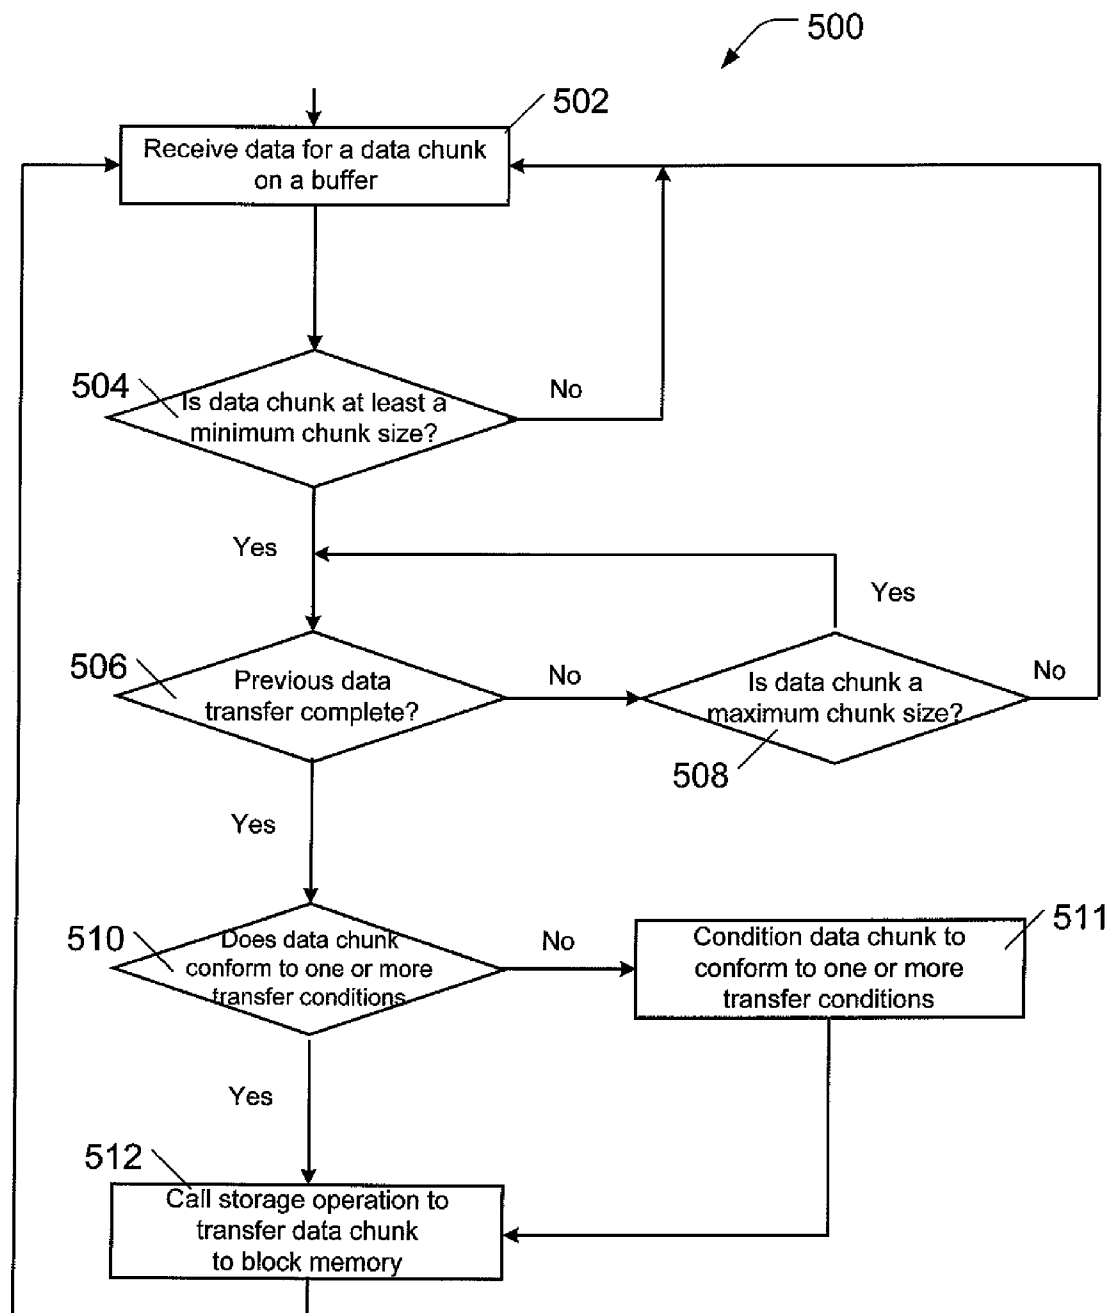 500
502
Receive data for a data chunk
on a buffer
504
Is data chunk at least a
minimum chunk size?
No
Yes
Yes
506
Previous data
transfer complete?
No
Is data chunk a
maximum chunk size?
No
508
Yes
510
Does data chunk
conform to one or more
transfer conditions
No
Condition data chunk to
conform to one or more
transfer conditions
511
Yes
512
Call storage operation to
transfer data chunk
to block memory